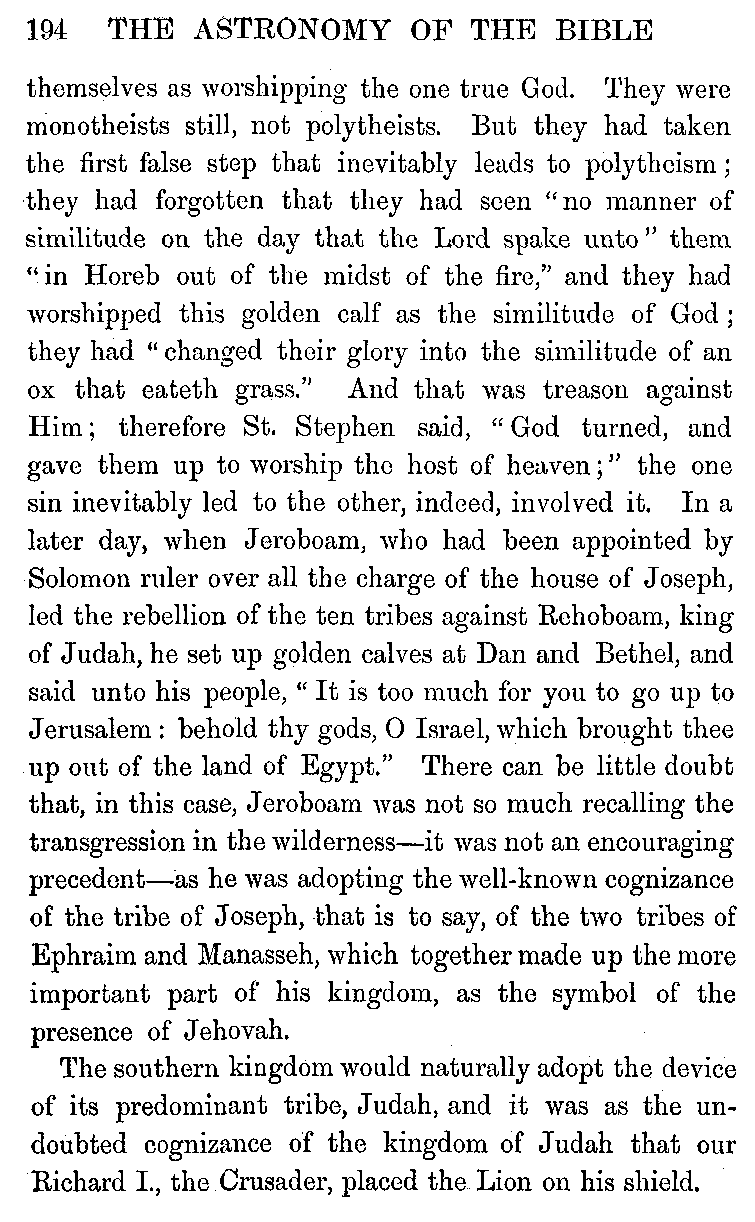 194 THE ASTRONOMY OF THE BIBLE
themselves as worshipping the one true God. They were
monotheists still, not polytheists. But they had taken
the first false step that inevitably leads to polytheism;
they had forgotten that they had seen "no manner of
similitude on the day that the Lord spake unto" them
"in Horeb out of the midst of the fire," and they had
worshipped this golden calf as the similitude of God;
they had "changed their glory into the similitude of an
ox that eateth grass." And that was treason against
Him; therefore St. Stephen said, "God turned, and
gave them up to worship the host of heaven;" the one
sin inevitably led to the other, indeed, involved it. In a
later day, when Jeroboam, who had been appointed by
Solomon ruler over all the charge of the house of Joseph,
led the rebellion of the ten tribes against Rehoboam, king
of Judah, he set up golden calves at Dan and Bethel, and
said unto his people, "It is too much for you to go up to
Jerusalem: behold thy gods, O Israel, which brought thee
up out of the land of Egypt." There can be little doubt
that, in this case, Jeroboam was not so much recalling the
transgression in the wilderness—it was not an encouraging
precedent—as he was adopting the well-known cognizance
of the tribe of Joseph, that is to say, of the two tribes of
Ephraim and Manasseh, which together made up the more
important part of his kingdom, as the symbol of the
presence of Jehovah.
The southern kingdom would naturally adopt the device
of its predominant tribe, Judah, and it was as the un-
doubted cognizance of the kingdom of Judah that our
Richard I., the Crusader, placed the Lion on his shield.